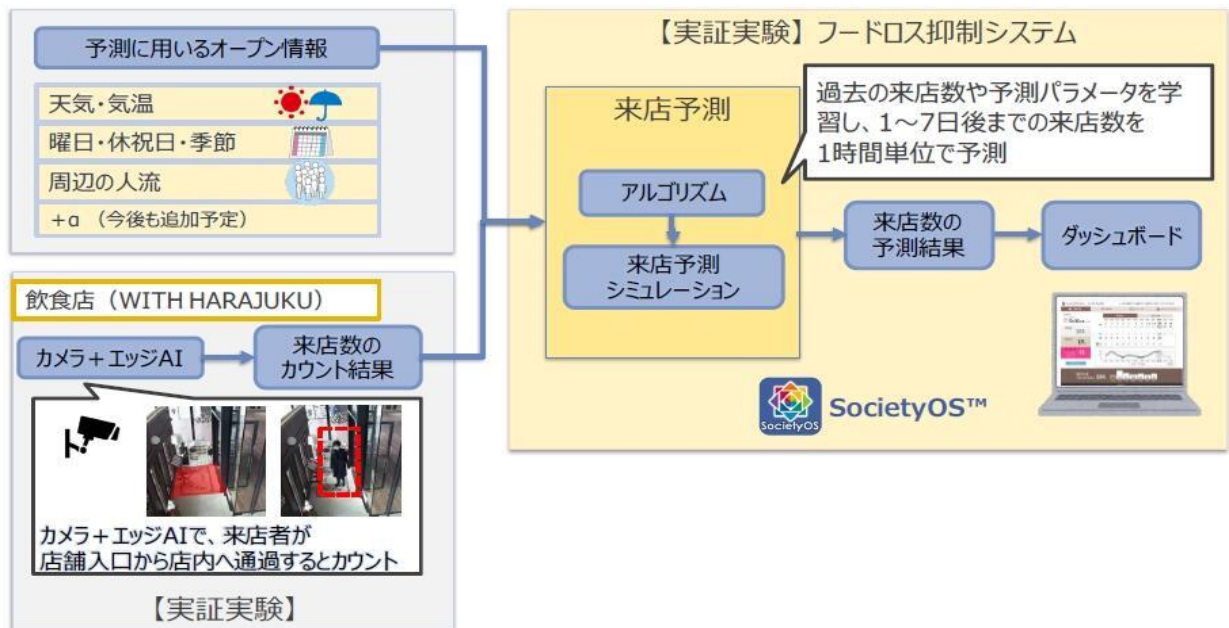 予測に用いるオープン情報
天気・気温
曜日・休祝日・季節
周辺の人流
+α （今後も追加予定）
飲食店（WITH HARAJUKU）
カメラ＋エッジAI
来店数の
カウント結果
カメラ＋エッジAIで、来店者が
店舗入口から店内へ通過するとカウント
【実証実験】
【実証実験】フードロス抑制システム
来店予測
過去の来店数や予測パラメータを学
習し、1～7日後までの来店数を
1時間単位で予測
アルゴリズム
来店予測
シミュレーション
来店数の
予測結果
ダッシュボード
SocietyOS
SocietyOS™